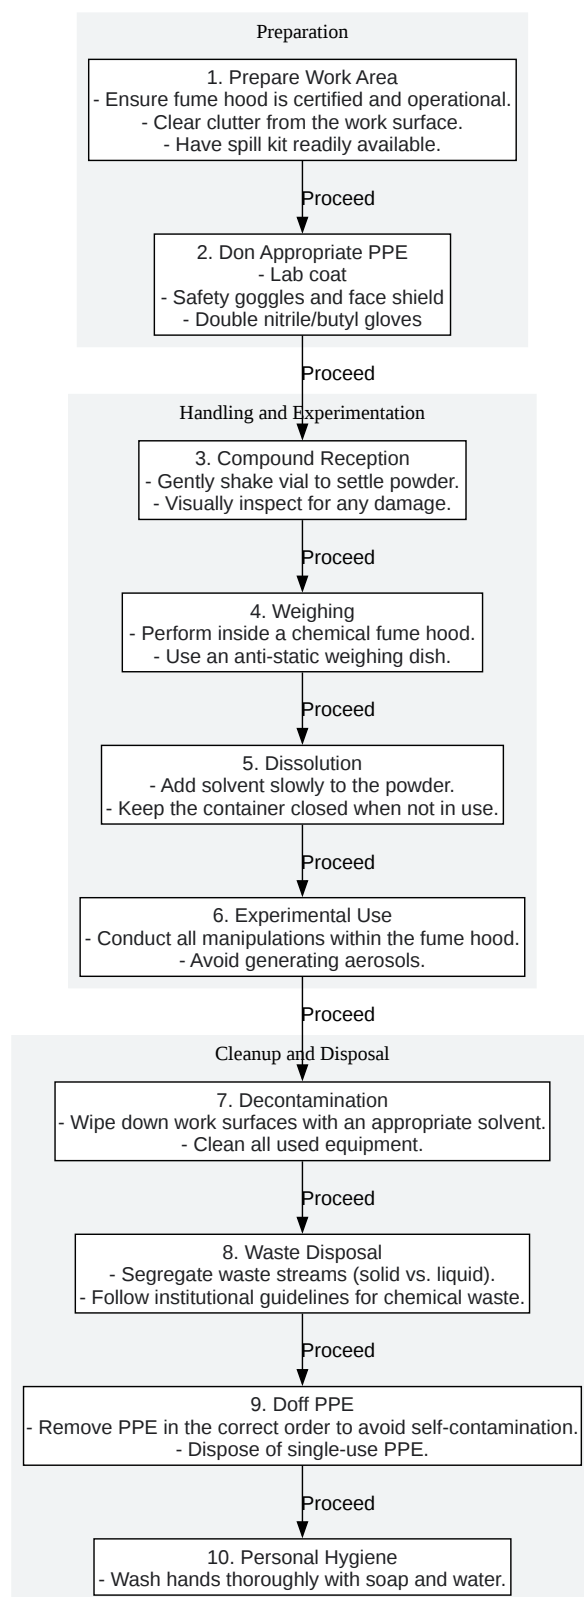 Preparation
1. Prepare Work Area
- Ensure fume hood is certified and operational.
- Clear clutter from the work surface.
- Have spill kit readily available.
Proceed
2. Don Appropriate PPE
- Lab coat
- Safety goggles and face shield
- Double nitrile/butyl gloves
Proceed
Handling and Experimentation
3. Compound Reception
- Gently shake vial to settle powder.
- Visually inspect for any damage.
Proceed
4. Weighing
- Perform inside a chemical fume hood.
- Use an anti-static weighing dish.
Proceed
5. Dissolution
- Add solvent slowly to the powder.
- Keep the container closed when not in use.
Proceed
6. Experimental Use
- Conduct all manipulations within the fume hood.
- Avoid generating aerosols.
Proceed
Cleanup and Disposal
7. Decontamination
- Wipe down work surfaces with an appropriate solvent.
- Clean all used equipment.
Proceed
8. Waste Disposal
- Segregate waste streams (solid vs. liquid).
- Follow institutional guidelines for chemical waste.
Proceed
9. Doff PPE
- Remove PPE in the correct order to avoid self-contamination.
- Dispose of single-use PPE.
Proceed
10. Personal Hygiene
- Wash hands thoroughly with soap and water.